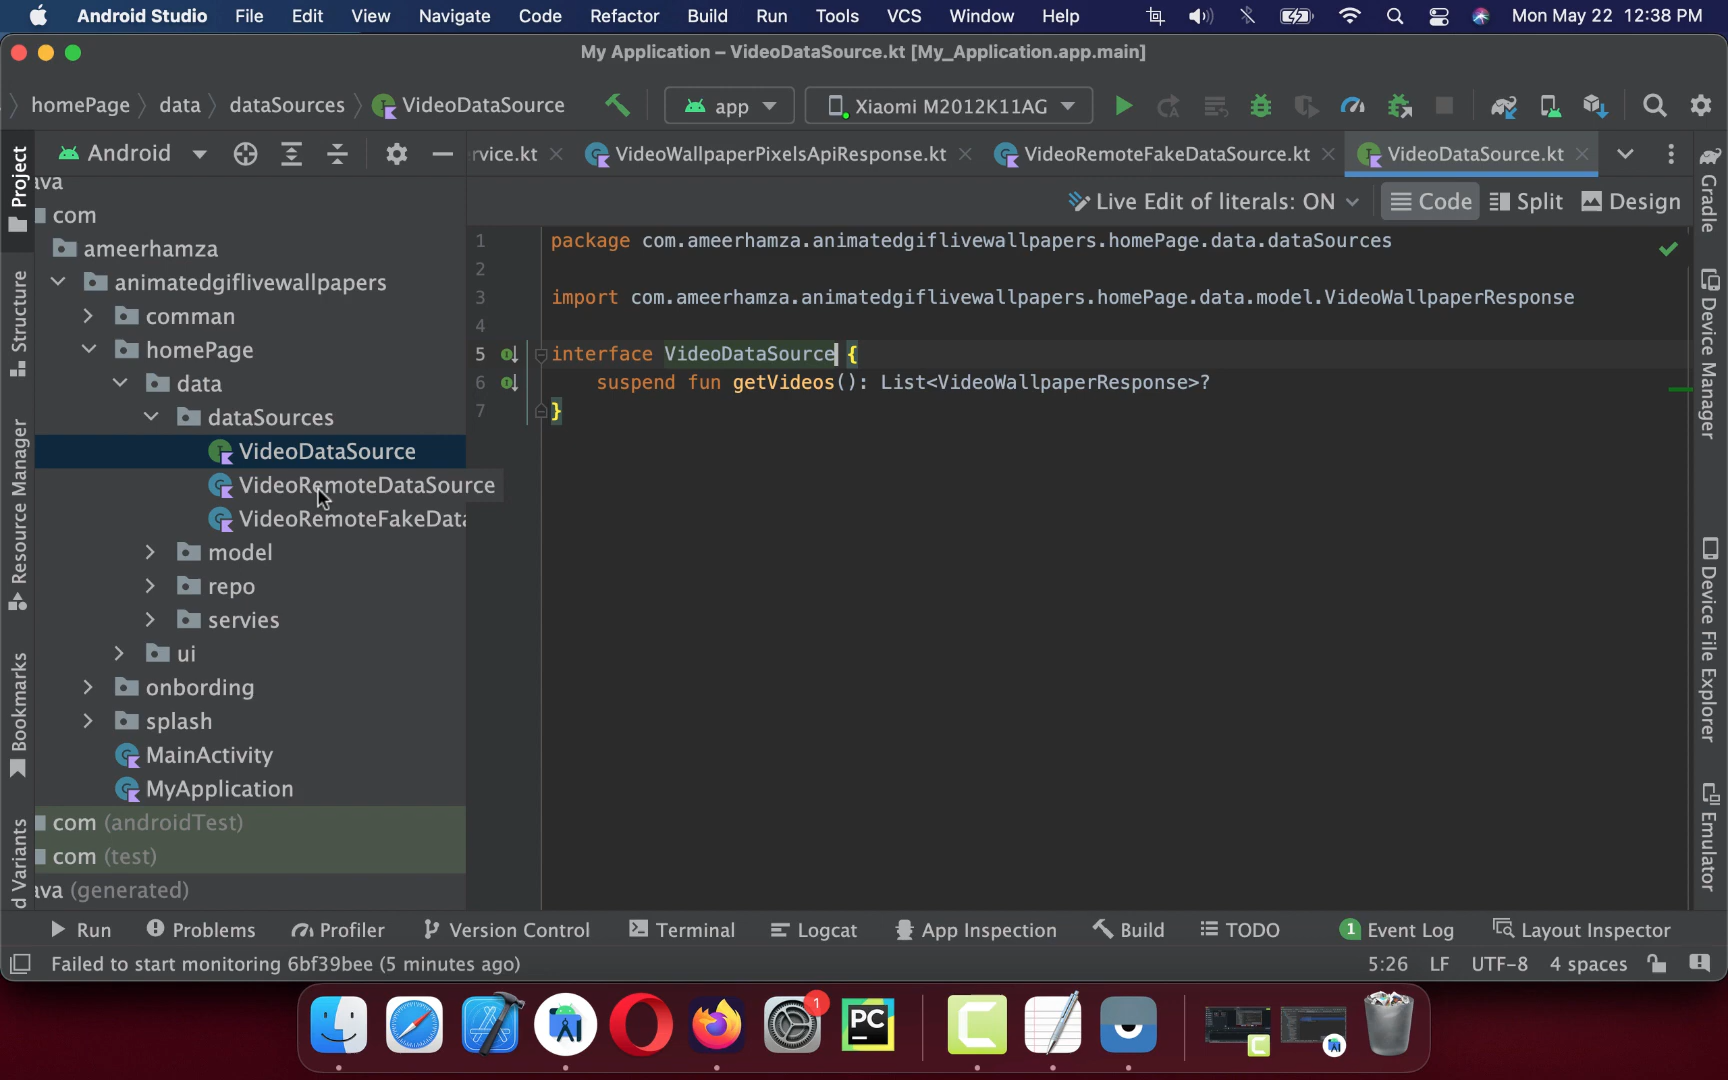 Android Studio File Edit View Navigate Code Refactor Build Run Tools VCS Window Help Mon May 22 12:38 PM
My Application – VideoDataSource.kt [My_Application.app.main]
homePage data dataSources VideoDataSource app Xiaomi M2012K11AG
Android rvice.kt VideoWallpaperPixelsApiResponse.kt VideoRemoteFakeDataSource.kt VideoDataSource.kt
Live Edit of literals: ON Code Split Design
Project
Structure
Resource Manager
Bookmarks
d Variants
ava
com
ameerhamza
animatedgiflivewallpapers
comman
homePage
data
dataSources
VideoDataSource
VideoRemoteDataSource
VideoRemoteFakeData
model
repo
servies
ui
onbording
splash
MainActivity
MyApplication
com (androidTest)
com (test)
ava (generated)
1 package com.ameerhamza.animatedgiflivewallpapers.homePage.data.dataSources
2
3 import com.ameerhamza.animatedgiflivewallpapers.homePage.data.model.VideoWallpaperResponse
4
5 interface VideoDataSource {
6 suspend fun getVideos(): List<VideoWallpaperResponse>?
7 }
Gradle
Device Manager
Device File Explorer
Emulator
Run Problems Profiler Version Control Terminal Logcat App Inspection Build TODO 1 Event Log Layout Inspector
Failed to start monitoring 6bf39bee (5 minutes ago) 5:26 LF UTF-8 4 spaces
1
PC